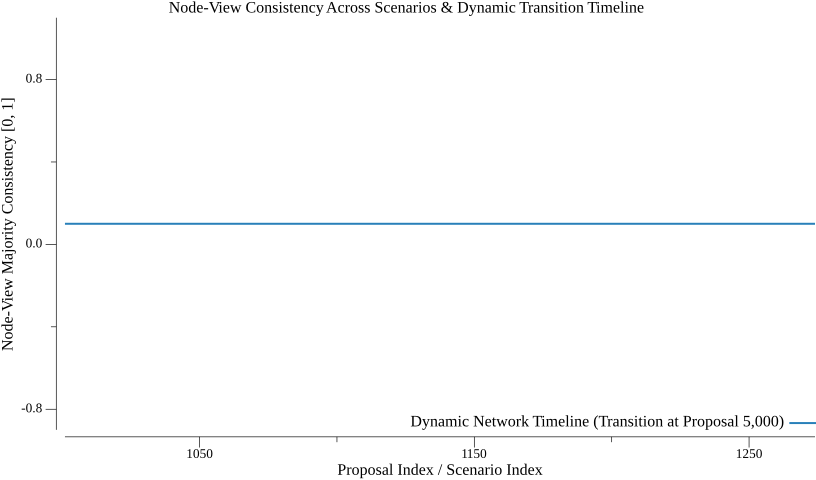 Node-View Consistency Across Scenarios & Dynamic Transition Timeline
Node-View Majority Consistency [0, 1]
0.8
0.0
-0.8
Dynamic Network Timeline (Transition at Proposal 5,000)
1050
1150
1250
Proposal Index / Scenario Index